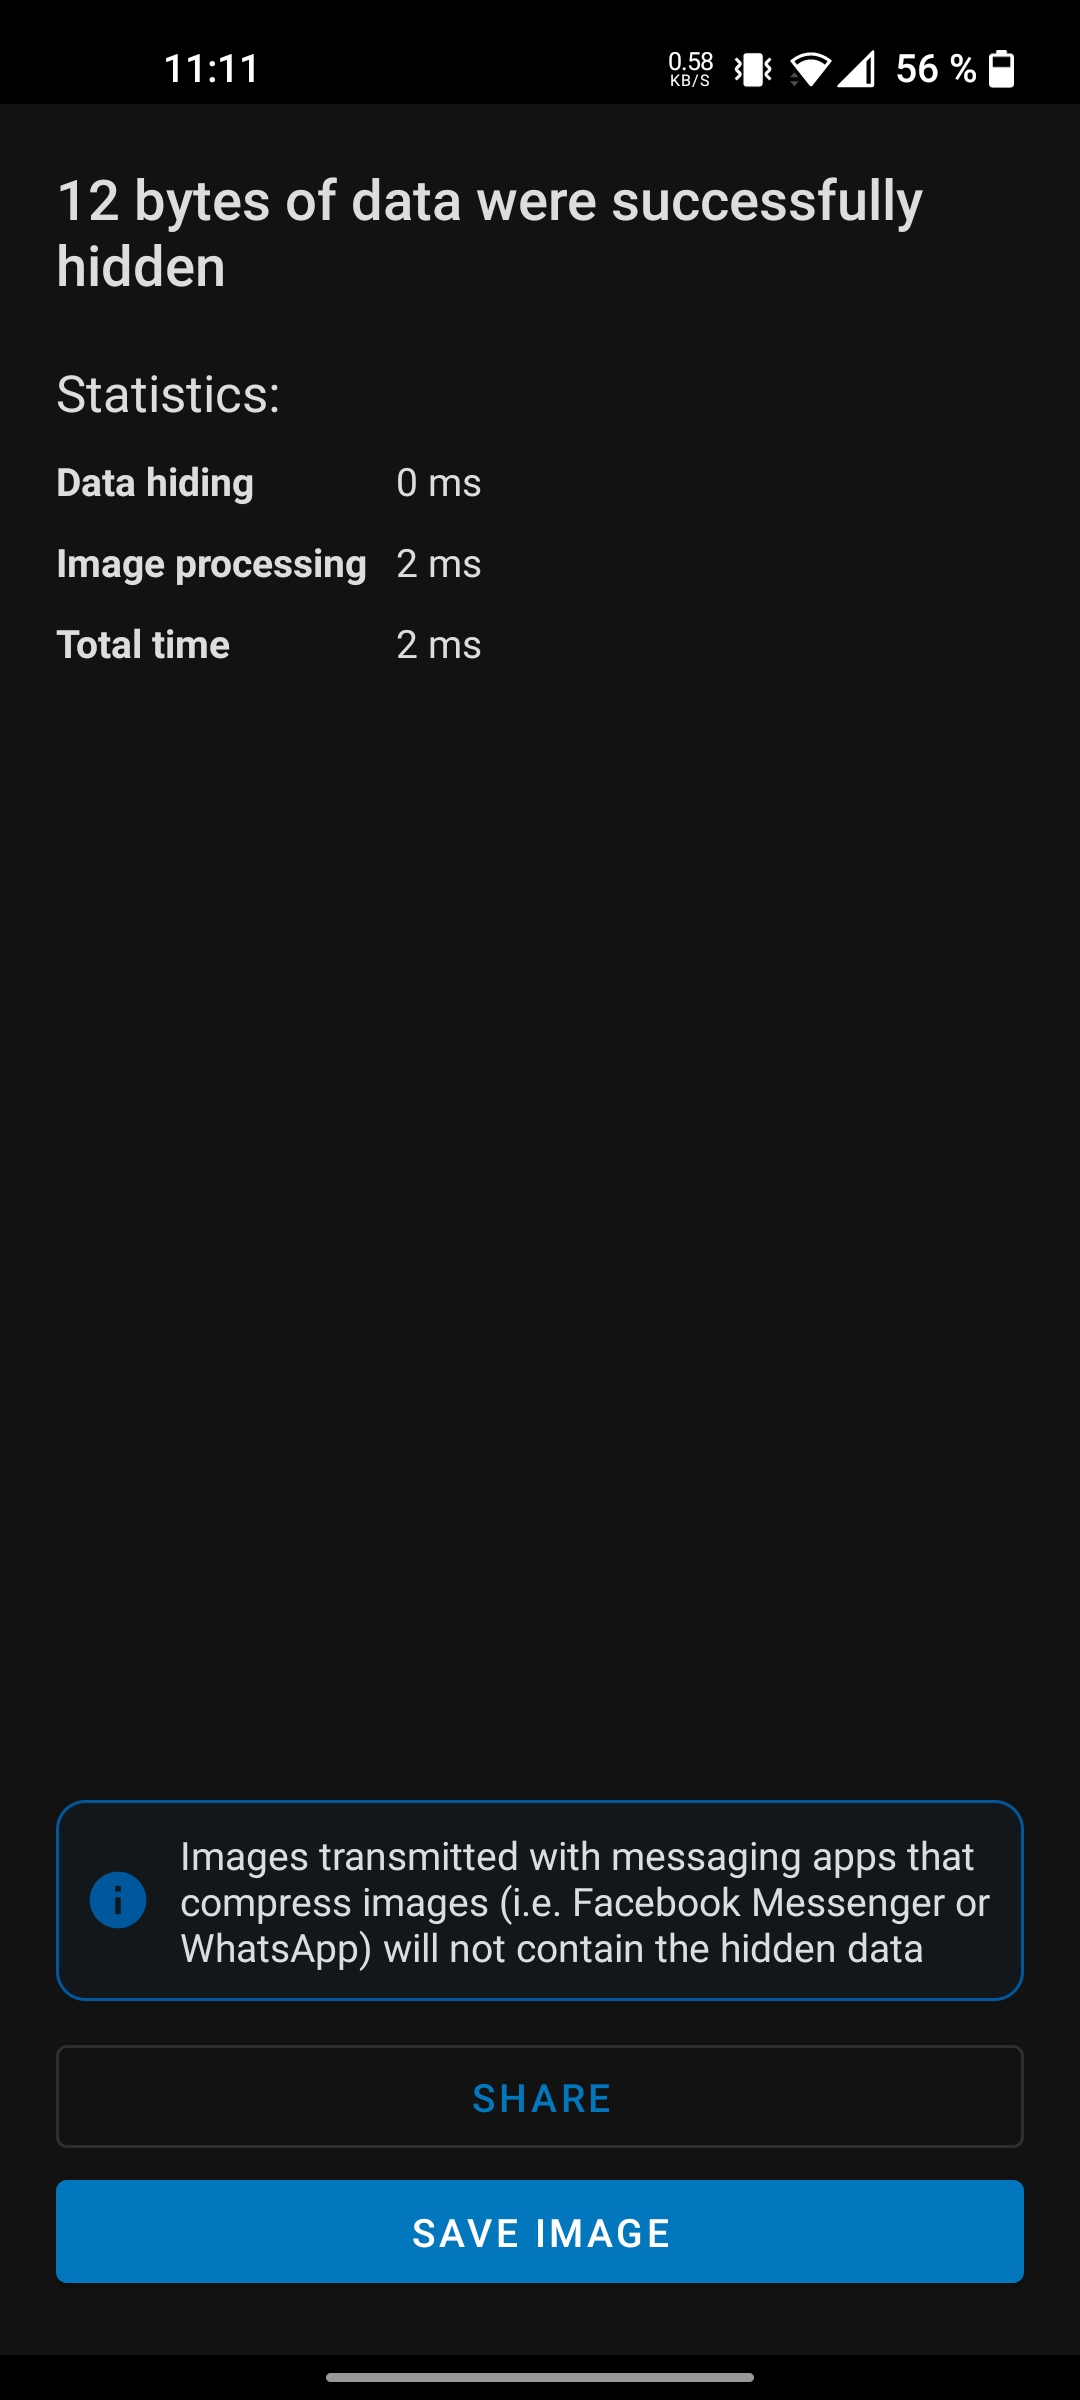 11:11
0.58
KB/S
56 %
12 bytes of data were successfully
hidden
Statistics:
Data hiding 0 ms
Image processing 2 ms
Total time 2 ms
Images transmitted with messaging apps that
compress images (i.e. Facebook Messenger or
WhatsApp) will not contain the hidden data
SHARE
SAVE IMAGE